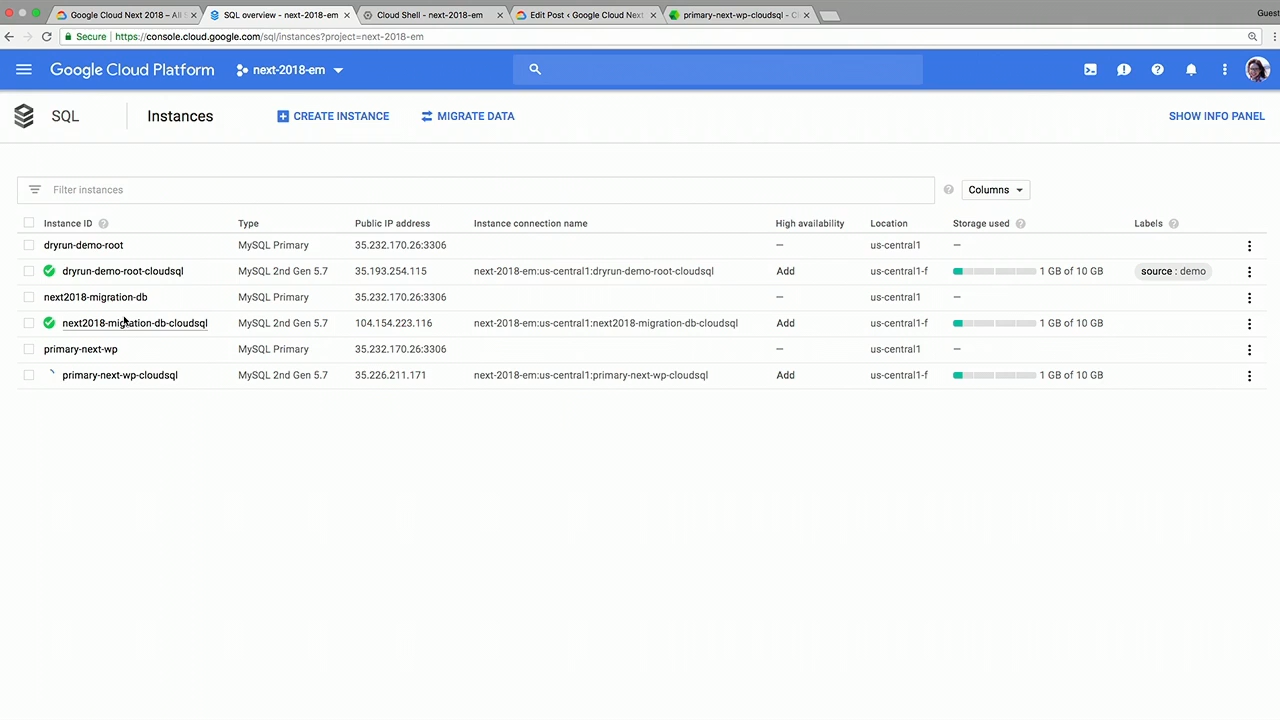 Google Cloud Next 2018 – All
SQL overview - next-2018-em
Cloud Shell - next-2018-em
Edit Post ‹ Google Cloud Next
primary-next-wp-cloudsql -
Guest
Secure
https://console.cloud.google.com/sql/instances?project=next-2018-em
Google Cloud Platform
next-2018-em
SQL
Instances
CREATE INSTANCE
MIGRATE DATA
SHOW INFO PANEL
Filter instances
Columns
Instance ID Type Public IP address Instance connection name High availability Location Storage used Labels
dryrun-demo-root MySQL Primary 35.232.170.26:3306 — us-central1 —
dryrun-demo-root-cloudsql MySQL 2nd Gen 5.7 35.193.254.115 next-2018-em:us-central1:dryrun-demo-root-cloudsql Add us-central1-f 1 GB of 10 GB source : demo
next2018-migration-db MySQL Primary 35.232.170.26:3306 — us-central1 —
next2018-migration-db-cloudsql MySQL 2nd Gen 5.7 104.154.223.116 next-2018-em:us-central1:next2018-migration-db-cloudsql Add us-central1-f 1 GB of 10 GB
primary-next-wp MySQL Primary 35.232.170.26:3306 — us-central1 —
primary-next-wp-cloudsql MySQL 2nd Gen 5.7 35.226.211.171 next-2018-em:us-central1:primary-next-wp-cloudsql Add us-central1-f 1 GB of 10 GB